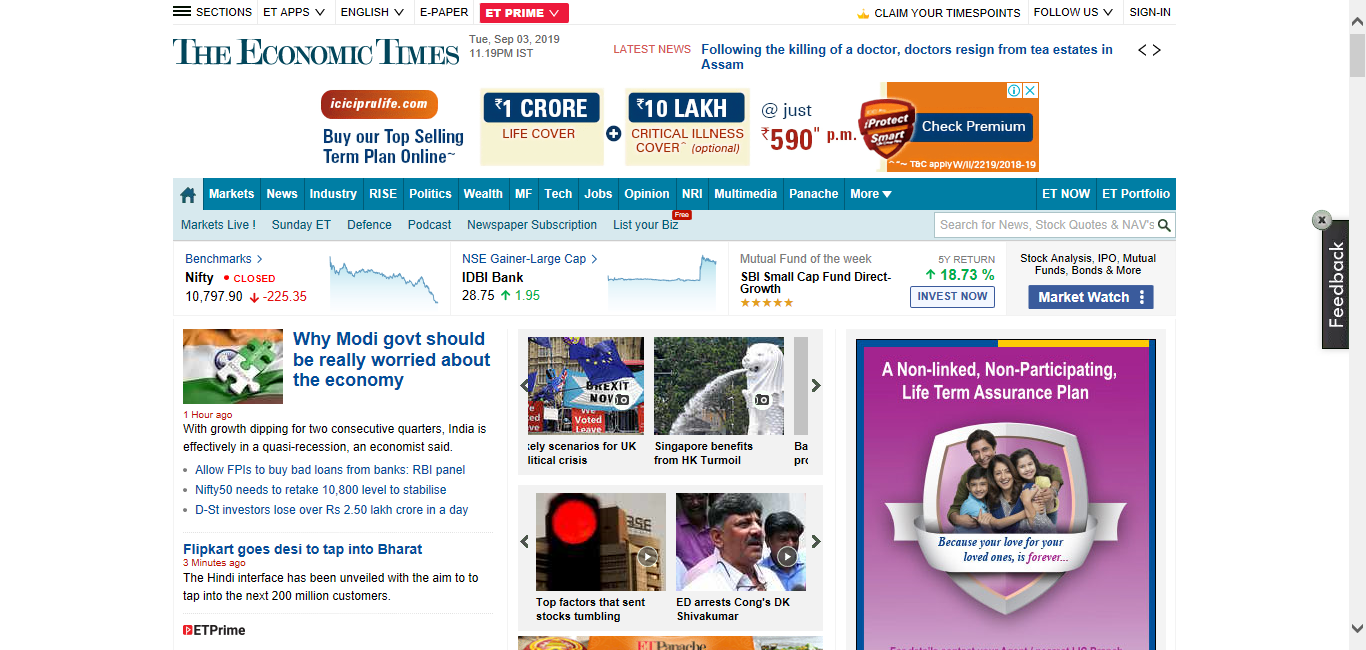 SECTIONS
ET APPS
ENGLISH
E-PAPER
ET PRIME
CLAIM YOUR TIMESPOINTS
FOLLOW US
SIGN-IN
THE ECONOMIC TIMES
Tue, Sep 03, 2019
11.19PM IST
LATEST NEWS
Following the killing of a doctor, doctors resign from tea estates in
Assam
iciciprulife.com
Buy our Top Selling
Term Plan Online~
₹1 CRORE
LIFE COVER
₹10 LAKH
CRITICAL ILLNESS
COVER^ (optional)
@ just
₹590" p.m.
iProtect
Smart
Check Premium
T&C apply W/II/2219/2018-19
Markets
News
Industry
RISE
Politics
Wealth
MF
Tech
Jobs
Opinion
NRI
Multimedia
Panache
More
ET NOW
ET Portfolio
Markets Live !
Sunday ET
Defence
Podcast
Newspaper Subscription
List your Biz
Free
Search for News, Stock Quotes & NAV's
Benchmarks
Nifty
CLOSED
10,797.90 -225.35
NSE Gainer-Large Cap
IDBI Bank
28.75 1.95
Mutual Fund of the week
SBI Small Cap Fund Direct-
Growth
★★★★★
5Y RETURN
18.73 %
INVEST NOW
Stock Analysis, IPO, Mutual
Funds, Bonds & More
Market Watch
Feedback
Why Modi govt should
be really worried about
the economy
1 Hour ago
With growth dipping for two consecutive quarters, India is
effectively in a quasi-recession, an economist said.
Allow FPIs to buy bad loans from banks: RBI panel
Nifty50 needs to retake 10,800 level to stabilise
D-St investors lose over Rs 2.50 lakh crore in a day
Flipkart goes desi to tap into Bharat
3 Minutes ago
The Hindi interface has been unveiled with the aim to to
tap into the next 200 million customers.
ETPrime
BREXIT
NOW
We
Voted
Leave
kely scenarios for UK
litical crisis
Singapore benefits
from HK Turmoil
Ba
pro
BSE
Top factors that sent
stocks tumbling
ED arrests Cong's DK
Shivakumar
ETPanache
A Non-linked, Non-Participating,
Life Term Assurance Plan
Because your love for your
loved ones, is forever...